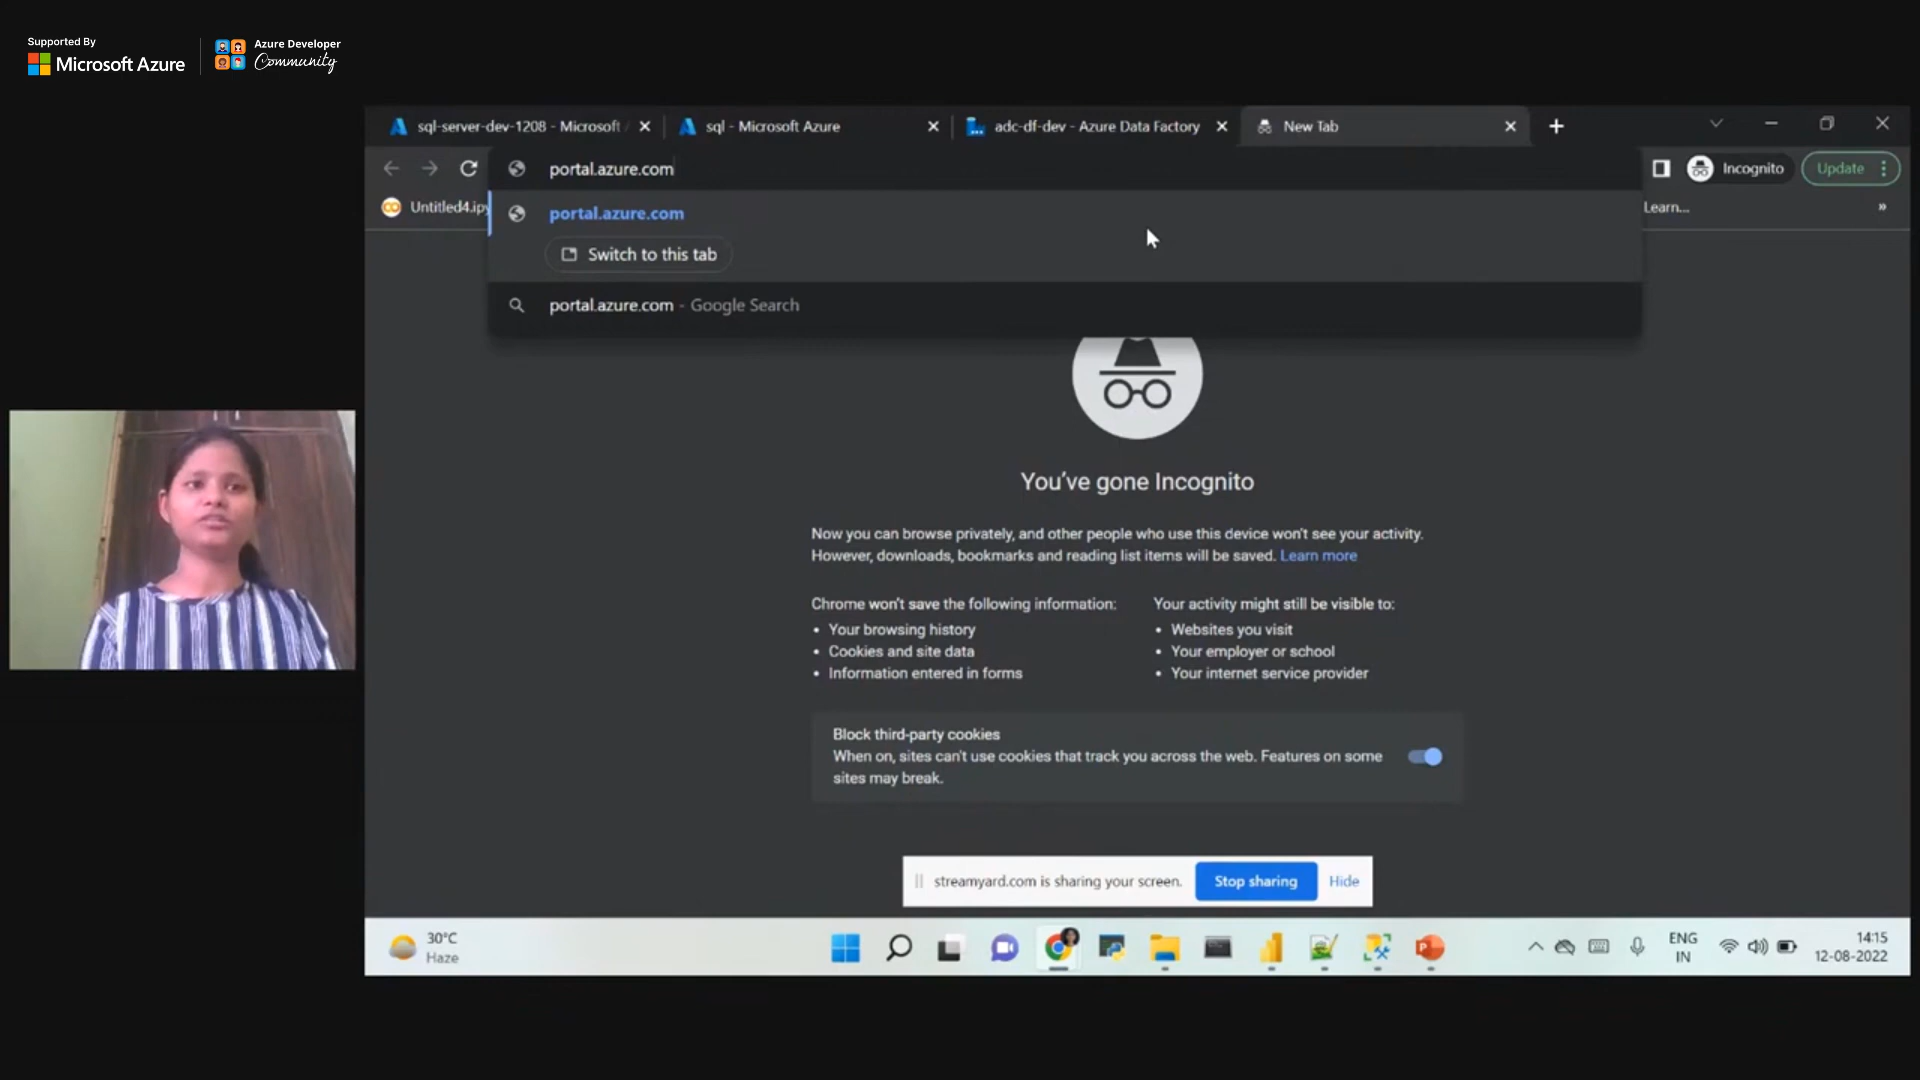 Supported By
Microsoft Azure
Azure Developer
Community
sql-server-dev-1208 - Microsoft
sql - Microsoft Azure
adc-df-dev - Azure Data Factory
New Tab
portal.azure.com
Incognito
Update
Untitled4.ipy
portal.azure.com
Learn...
»
Switch to this tab
portal.azure.com - Google Search
You've gone Incognito
Now you can browse privately, and other people who use this device won't see your activity.
However, downloads, bookmarks and reading list items will be saved. Learn more
Chrome won't save the following information:
• Your browsing history
• Cookies and site data
• Information entered in forms
Your activity might still be visible to:
• Websites you visit
• Your employer or school
• Your internet service provider
Block third-party cookies
When on, sites can't use cookies that track you across the web. Features on some
sites may break.
streamyard.com is sharing your screen.
Stop sharing
Hide
30°C
Haze
ENG
IN
14:15
12-08-2022